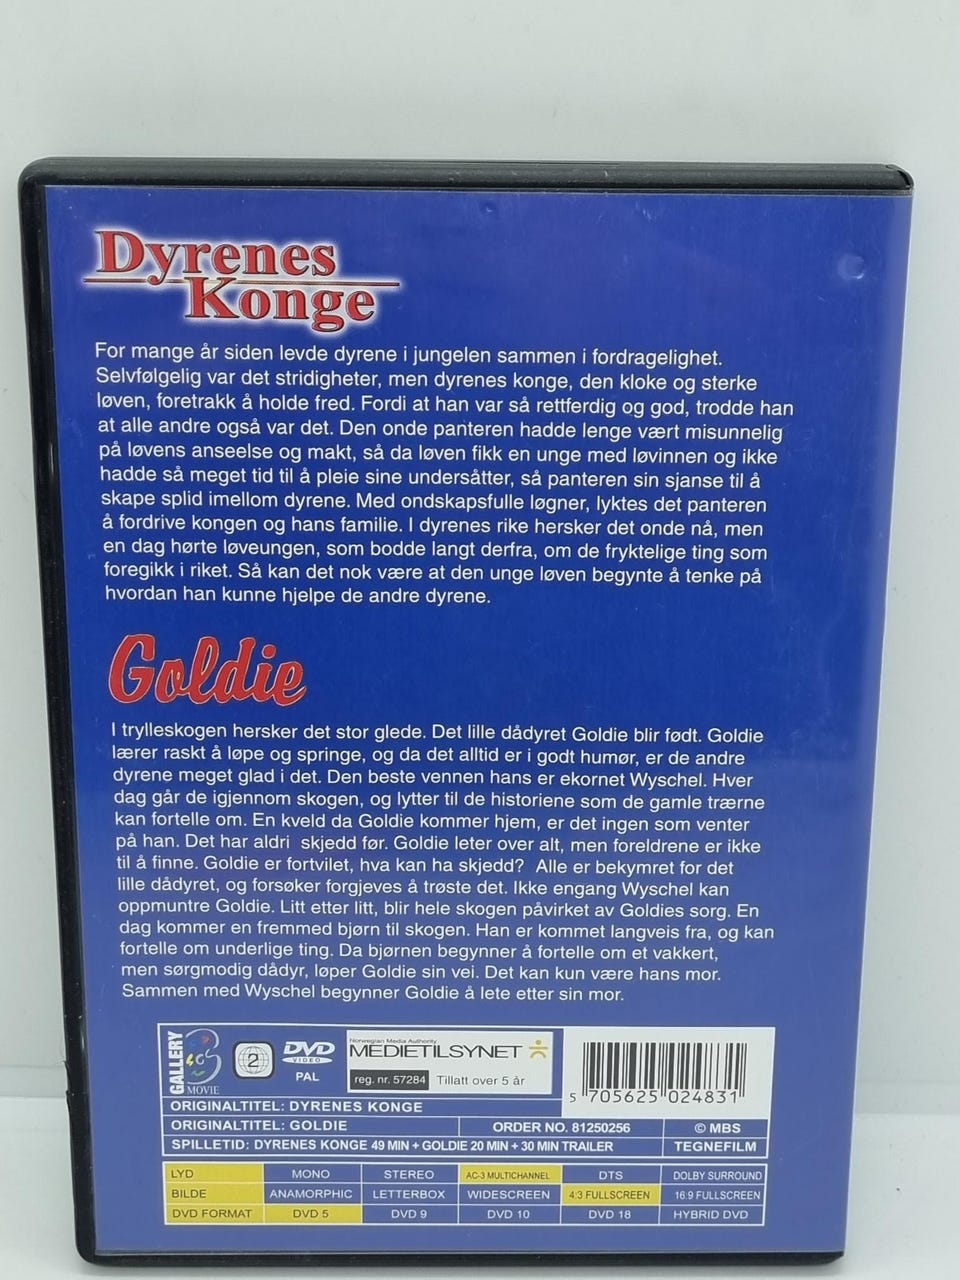 Dyrenes
Konge
For mange år siden levde dyrene i jungelen sammen i fordragelighet.
Selvfølgelig var det stridigheter, men dyrenes konge, den kloke og sterke
løven, foretrakk å holde fred. Fordi at han var så rettferdig og god, trodde han
at alle andre også var det. Den onde panteren hadde lenge vært misunnelig
på løvens anseelse og makt, så da løven fikk en unge med løvinnen og ikke
hadde så meget tid til å pleie sine undersåtter, så panteren sin sjanse til å
skape splid imellom dyrene. Med ondskapsfulle løgner, lyktes det panteren
å fordrive kongen og hans familie. I dyrenes rike hersker det onde nå, men
en dag hørte løveungen, som bodde langt derfra, om de fryktelige ting som
foregikk i riket. Så kan det nok være at den unge løven begynte å tenke på
hvordan han kunne hjelpe de andre dyrene.
Goldie
I trylleskogen hersker det stor glede. Det lille dådyret Goldie blir født. Goldie
lærer raskt å løpe og springe, og da det alltid er i godt humør, er de andre
dyrene meget glad i det. Den beste vennen hans er ekornet Wyschel. Hver
dag går de igjennom skogen, og lytter til de historiene som de gamle trærne
kan fortelle om. En kveld da Goldie kommer hjem, er det ingen som venter
på han. Det har aldri skjedd før. Goldie leter over alt, men foreldrene er ikke
til å finne. Goldie er fortvilet, hva kan ha skjedd? Alle er bekymret for det
lille dådyret, og forsøker forgjeves å trøste det. Ikke engang Wyschel kan
oppmuntre Goldie. Litt etter litt, blir hele skogen påvirket av Goldies sorg. En
dag kommer en fremmed bjørn til skogen. Han er kommet langveis fra, og kan
fortelle om underlige ting. Da bjørnen begynner å fortelle om et vakkert,
men sørgmodig dådyr, løper Goldie sin vei. Det kan kun være hans mor.
Sammen med Wyschel begynner Goldie å lete etter sin mor.
GALLERY
MOVIE
2
DVD
VIDEO
PAL
Norwegian Media Authority
MEDIETILSYNET
reg. nr. 57284 Tillatt over 5 år
5 705625 024831
ORIGINALTITEL: DYRENES KONGE
ORIGINALTITEL: GOLDIE ORDER NO. 81250256 © MBS
SPILLETID: DYRENES KONGE 49 MIN + GOLDIE 20 MIN + 30 MIN TRAILER TEGNEFILM
LYD MONO STEREO AC-3 MULTICHANNEL DTS DOLBY SURROUND
BILDE ANAMORPHIC LETTERBOX WIDESCREEN 4:3 FULLSCREEN 16:9 FULLSCREEN
DVD FORMAT DVD 5 DVD 9 DVD 10 DVD 18 HYBRID DVD